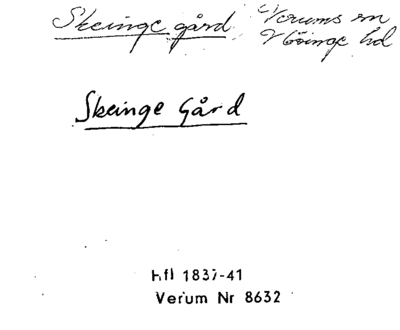 Skeinge gård. Verums sn
V. Göinge hd
Skeinge Gård
Hfl 1837-41
Verum Nr 8632